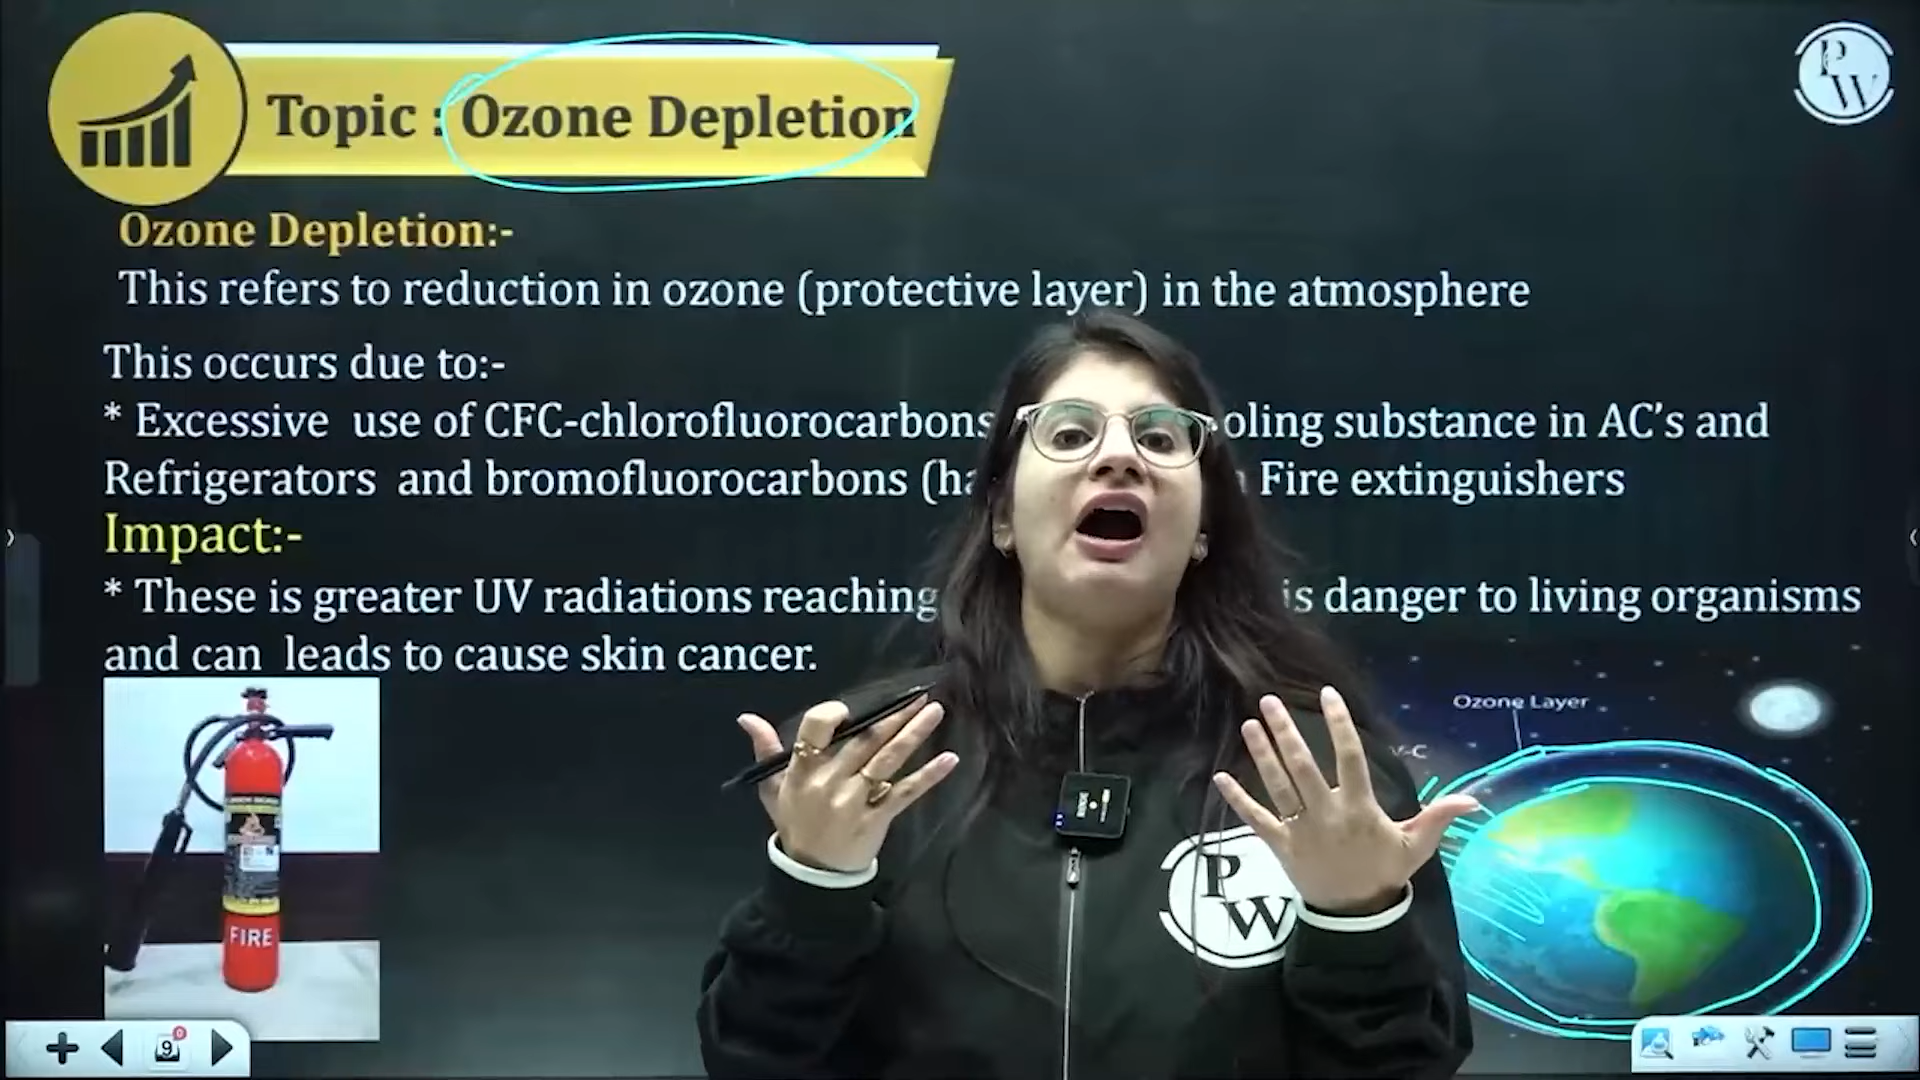 Topic : Ozone Depletion
P
W
Ozone Depletion:-
This refers to reduction in ozone (protective layer) in the atmosphere
This occurs due to:-
* Excessive use of CFC-chlorofluorocarbons oling substance in AC's and
Refrigerators and bromofluorocarbons (ha Fire extinguishers
Impact:-
* These is greater UV radiations reaching is danger to living organisms
and can leads to cause skin cancer.
Ozone Layer
V-C
P
W
FIRE
9
0